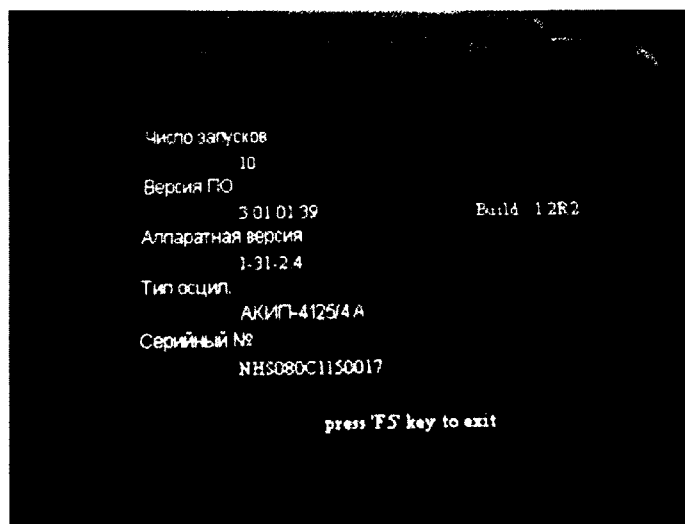 Число запусков
10
Версия ПО
3 01 01 39 Build 1.2R2
Аппаратная версия
1-31-2.4
Тип осцил.
АКИП-4125/4А
Серийный №
NHS080C1150017
press 'F5' key to exit